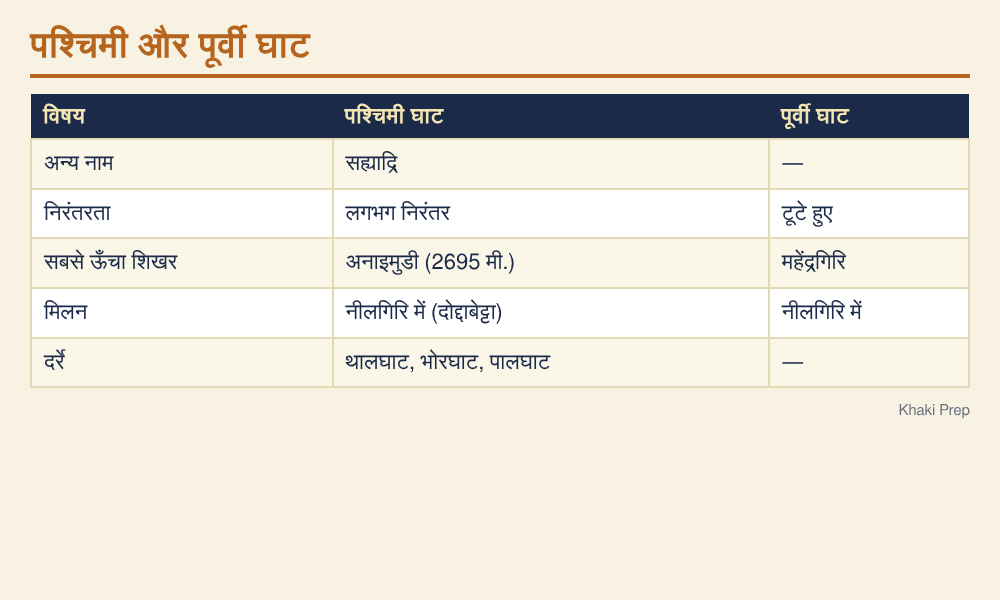 पश्चिमी और पूर्वी घाट
विषय पश्चिमी घाट पूर्वी घाट
अन्य नाम सह्याद्रि —
निरंतरता लगभग निरंतर टूटे हुए
सबसे ऊँचा शिखर अनाइमुडी (2695 मी.) महेंद्रगिरि
मिलन नीलगिरि में (दोद्दाबेट्टा) नीलगिरि में
दर्रे थालघाट, भोरघाट, पालघाट —
Khaki Prep